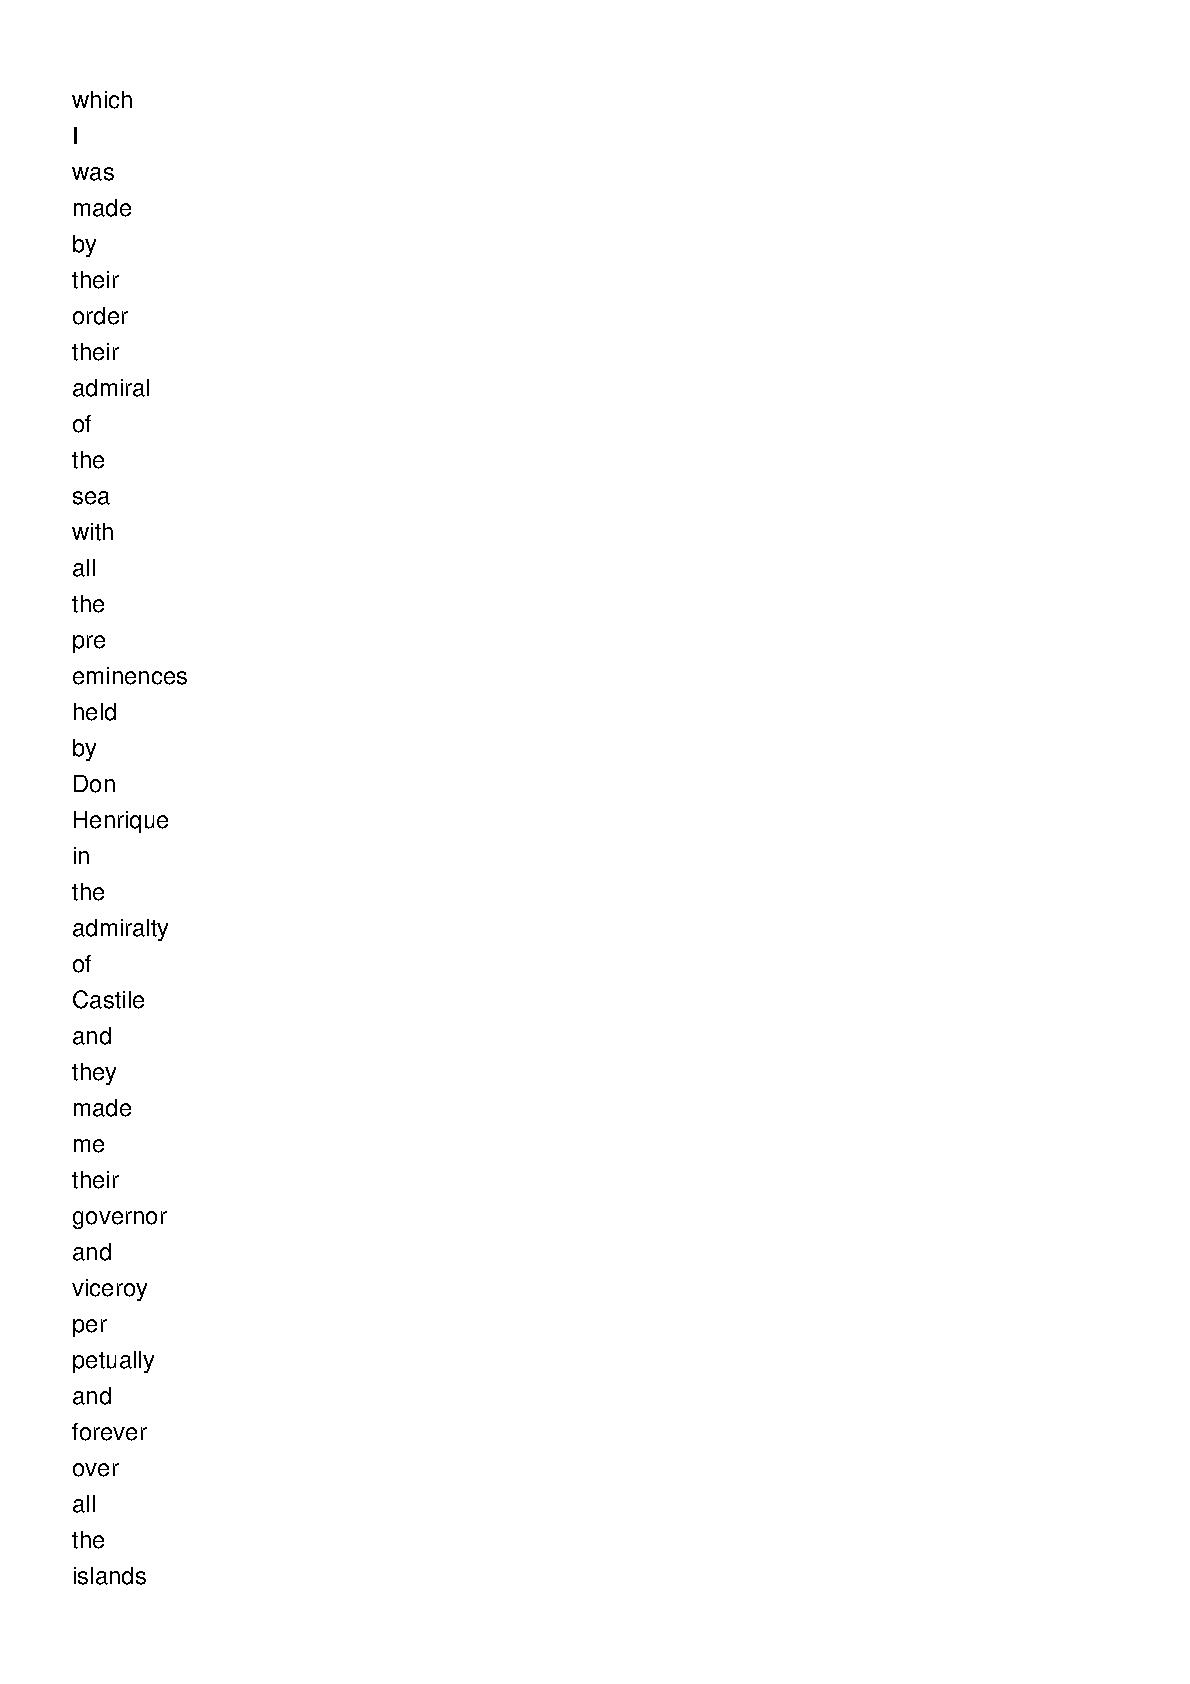 which
I
was
made
by
their
order
their
admiral
of
the
sea
with
all
the
pre
eminences
held
by
Don
Henrique
in
the
admiralty
of
Castile
and
they
made
me
their
governor
and
viceroy
per
petually
and
forever
over
all
the
islands